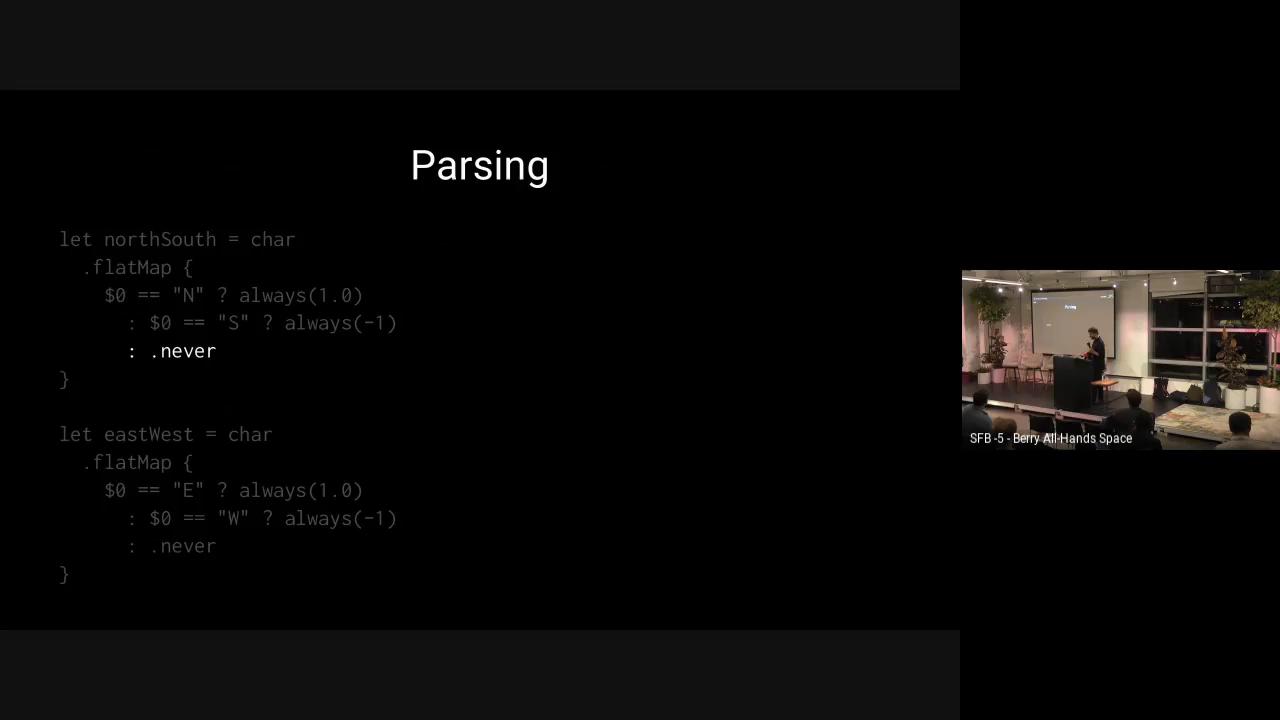 Parsing
let northSouth = char
.flatMap {
$0 == "N" ? always(1.0)
: $0 == "S" ? always(-1)
: .never
}
let eastWest = char
.flatMap {
$0 == "E" ? always(1.0)
: $0 == "W" ? always(-1)
: .never
}
SFB -5 - Berry All-Hands Space